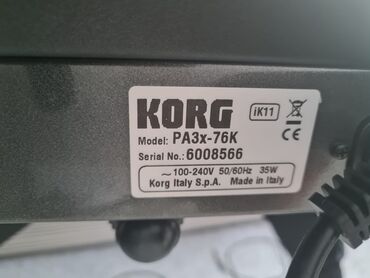 KORG
iK11
CE
Model: PA3x-76K
Serial No.: 6008566
~ 100-240V 50/60Hz 35W
Korg Italy S.p.A. Made in Italy